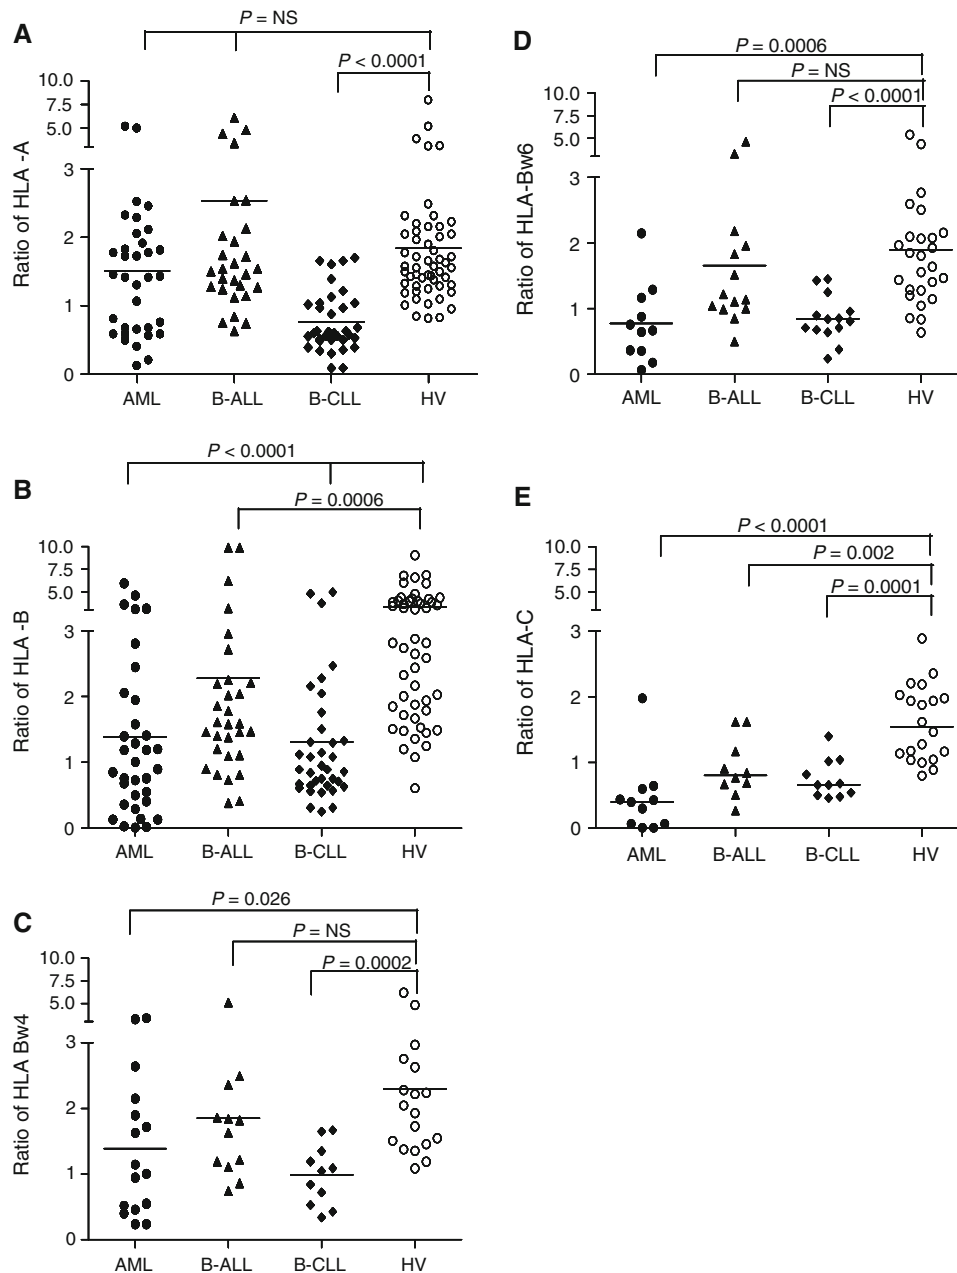 A
P = NS
P < 0.0001
Ratio of HLA -A
10.0
7.5
5.0
3
2
1
0
AML
B-ALL
B-CLL
HV
B
P < 0.0001
P = 0.0006
Ratio of HLA -B
10.0
7.5
5.0
3
2
1
0
AML
B-ALL
B-CLL
HV
C
P = 0.026
P = NS
P = 0.0002
Ratio of HLA Bw4
10.0
7.5
5.0
3
2
1
0
AML
B-ALL
B-CLL
HV
D
P = 0.0006
P = NS
P < 0.0001
Ratio of HLA-Bw6
10.0
7.5
5.0
3
2
1
0
AML
B-ALL
B-CLL
HV
E
P < 0.0001
P = 0.002
P = 0.0001
Ratio of HLA-C
10.0
7.5
5.0
3
2
1
0
AML
B-ALL
B-CLL
HV